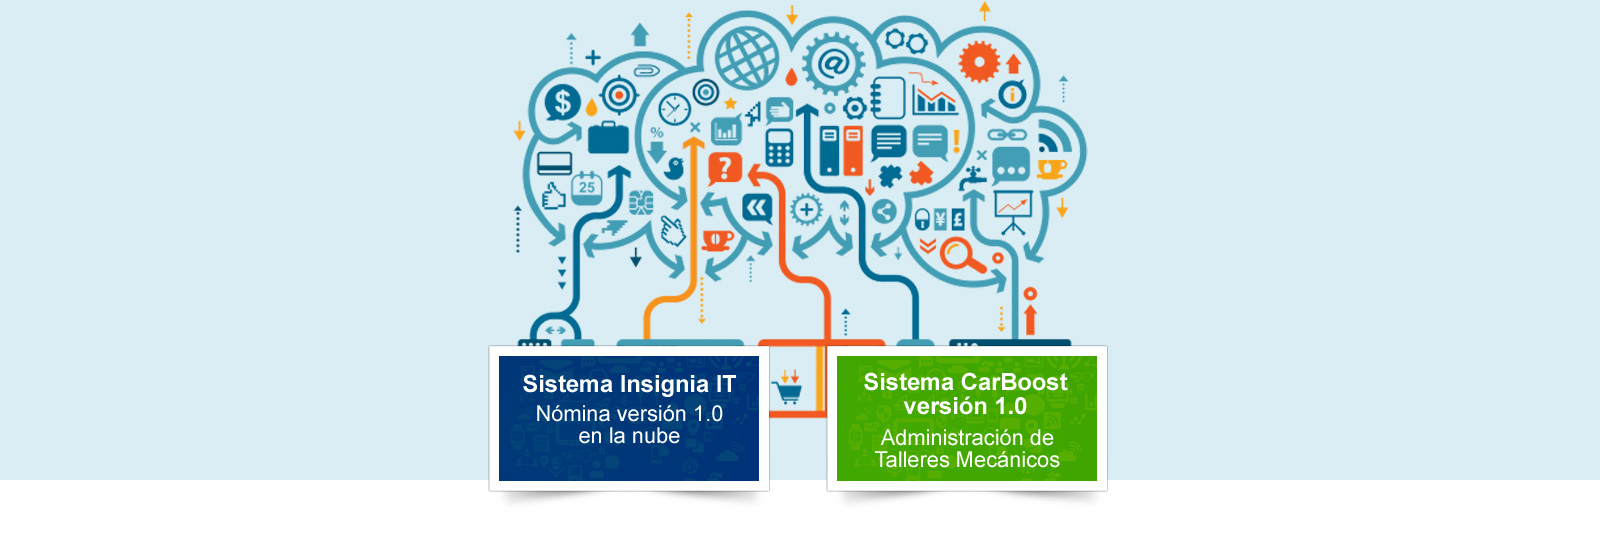 $
@
%
?
25
¥
£
Sistema Insignia IT
Nómina versión 1.0
en la nube
Sistema CarBoost
versión 1.0
Administración de
Talleres Mecánicos